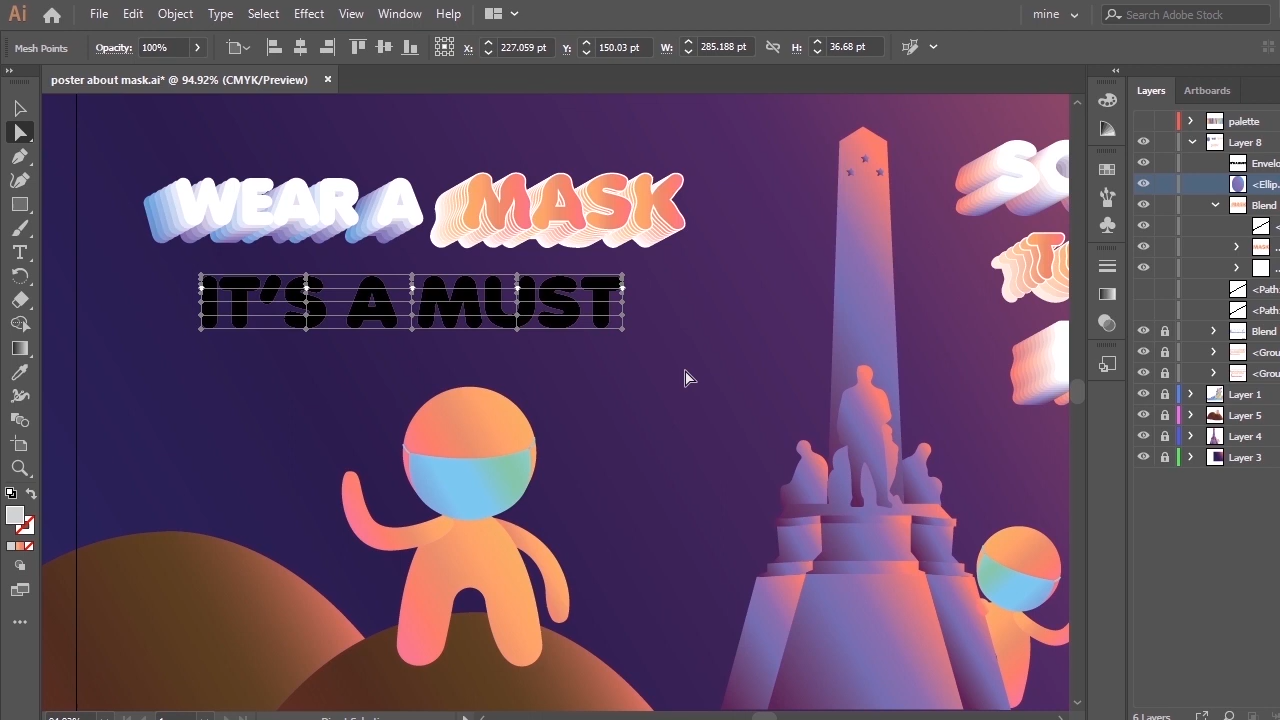 Ai File Edit Object Type Select Effect View Window Help mine Search Adobe Stock
Mesh Points Opacity: 100% X: 227.059 pt Y: 150.03 pt W: 285.188 pt H: 36.68 pt
poster about mask.ai* @ 94.92% (CMYK/Preview) ×
Layers Artboards
palette
Layer 8
Envelo
<Ellip.
Blend
<
...
...
<Path:
<Path:
Blend
<Grou
<Grou
Layer 1
Layer 5
Layer 4
Layer 3
WEAR A MASK
IT'S A MUST
SO
TU
6 Layers